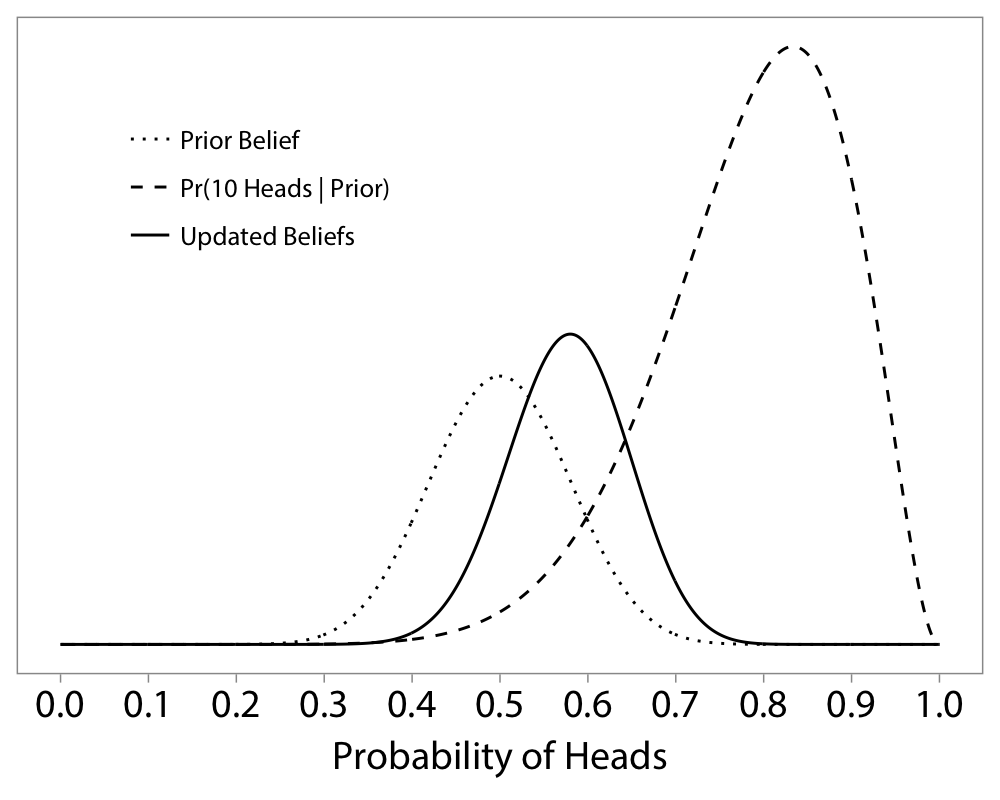 Prior Belief
Pr(10 Heads | Prior)
Updated Beliefs
0.0 0.1 0.2 0.3 0.4 0.5 0.6 0.7 0.8 0.9 1.0
Probability of Heads